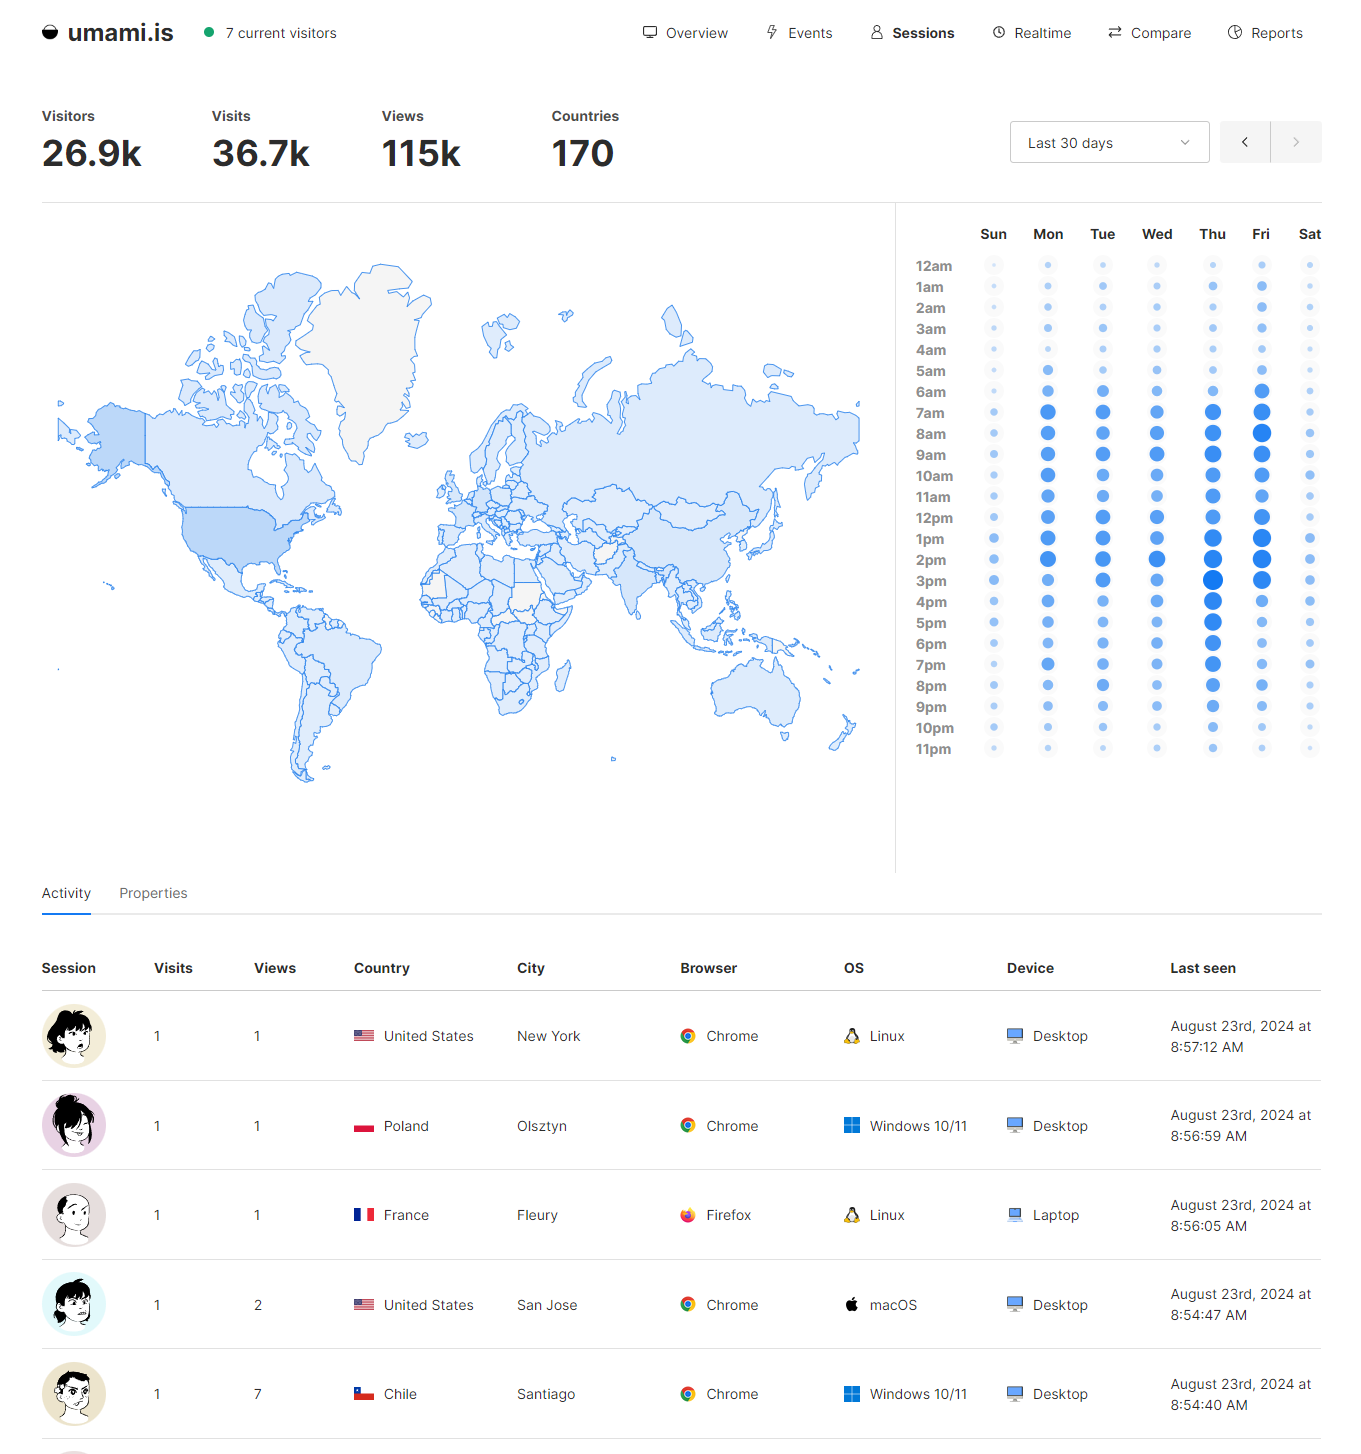 umami.is
7 current visitors
Overview
Events
Sessions
Realtime
Compare
Reports
Visitors
Visits
Views
Countries
26.9k
36.7k
115k
170
Last 30 days
Sun Mon Tue Wed Thu Fri Sat
12am
1am
2am
3am
4am
5am
6am
7am
8am
9am
10am
11am
12pm
1pm
2pm
3pm
4pm
5pm
6pm
7pm
8pm
9pm
10pm
11pm
Activity
Properties
Session Visits Views Country City Browser OS Device Last seen
1 1 United States New York Chrome Linux Desktop August 23rd, 2024 at
8:57:12 AM
1 1 Poland Olsztyn Chrome Windows 10/11 Desktop August 23rd, 2024 at
8:56:59 AM
1 1 France Fleury Firefox Linux Laptop August 23rd, 2024 at
8:56:05 AM
1 2 United States San Jose Chrome macOS Desktop August 23rd, 2024 at
8:54:47 AM
1 7 Chile Santiago Chrome Windows 10/11 Desktop August 23rd, 2024 at
8:54:40 AM